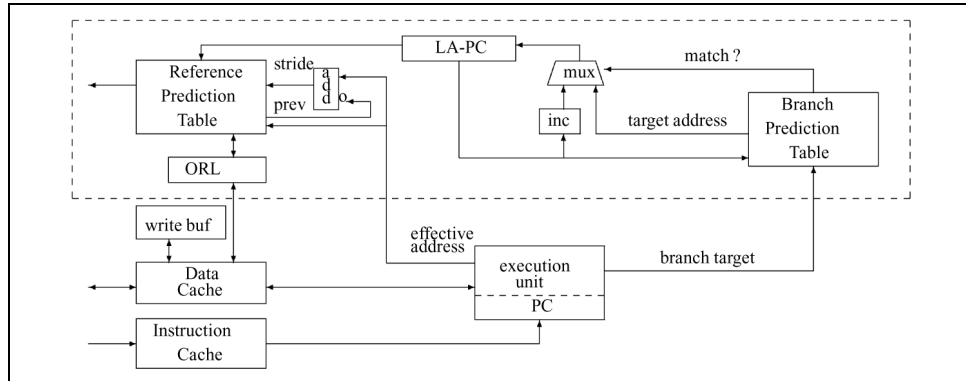 LA-PC
Reference
Prediction
Table
stride
a
d
d
o
prev
mux
match ?
inc
target address
Branch
Prediction
Table
ORL
write buf
effective
address
Data
Cache
execution
unit
PC
branch target
Instruction
Cache